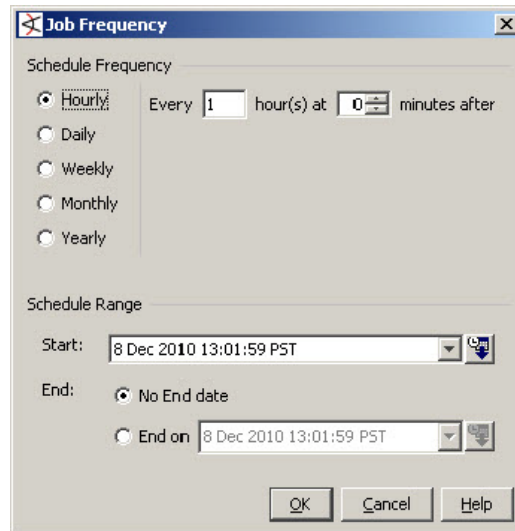 Job Frequency
Schedule Frequency
Hourly Every 1 hour(s) at 0 minutes after
Daily
Weekly
Monthly
Yearly
Schedule Range
Start: 8 Dec 2010 13:01:59 PST
End: No End date
End on 8 Dec 2010 13:01:59 PST
OK Cancel Help